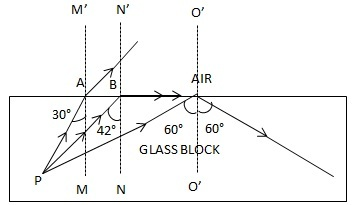 M' N' O'
A B AIR
30°
42° 60° 60°
GLASS BLOCK
P
M N O'